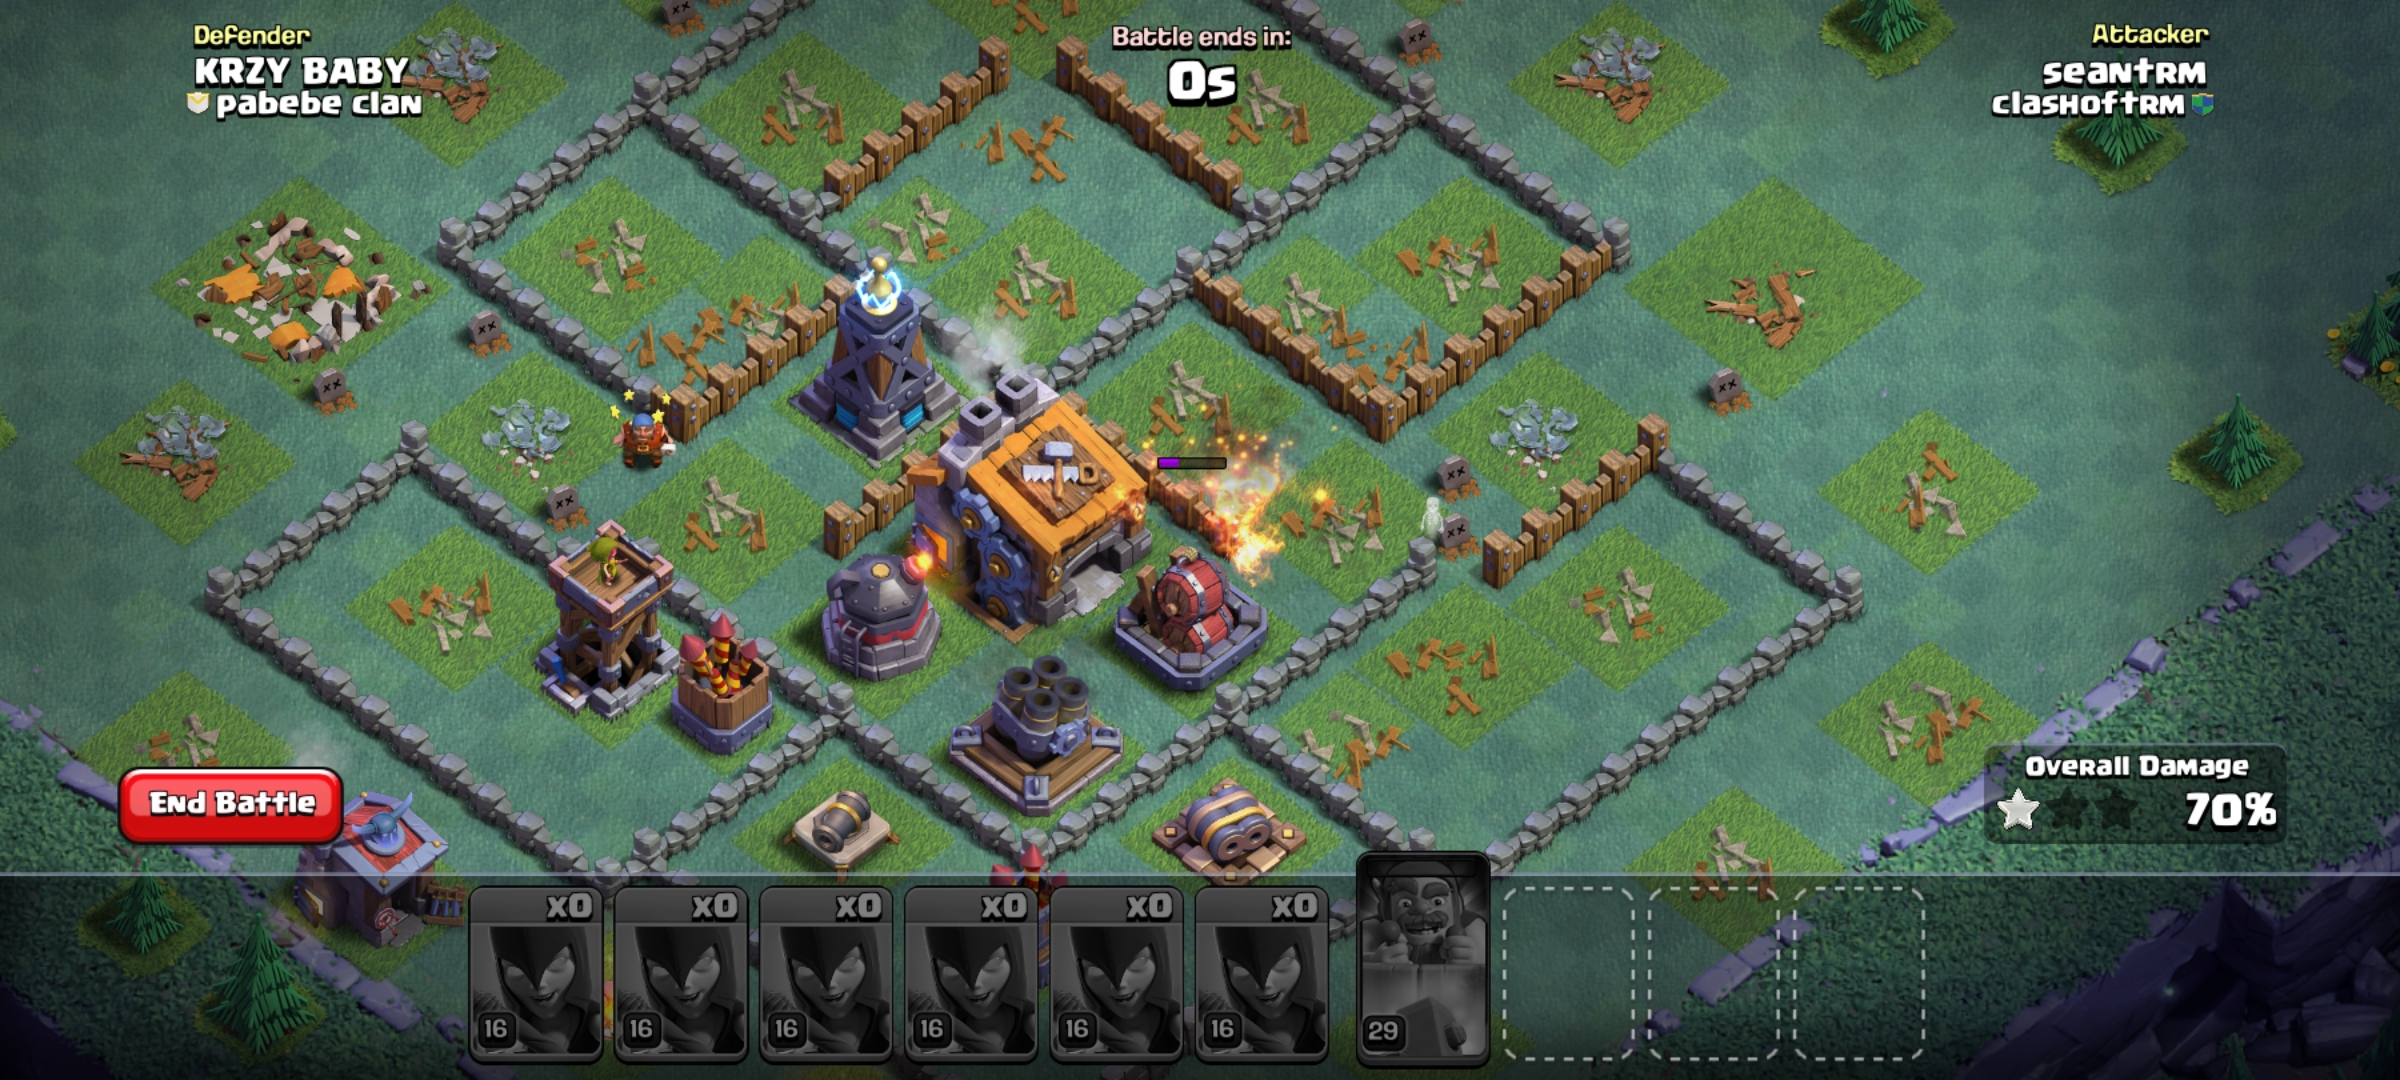 Defender
KRZY BABY
pabebe clan
Battle ends in:
0s
Attacker
seantRM
clashoftRM
End Battle
Overall Damage
70%
x0
x0
x0
x0
x0
x0
16
16
16
16
16
16
29